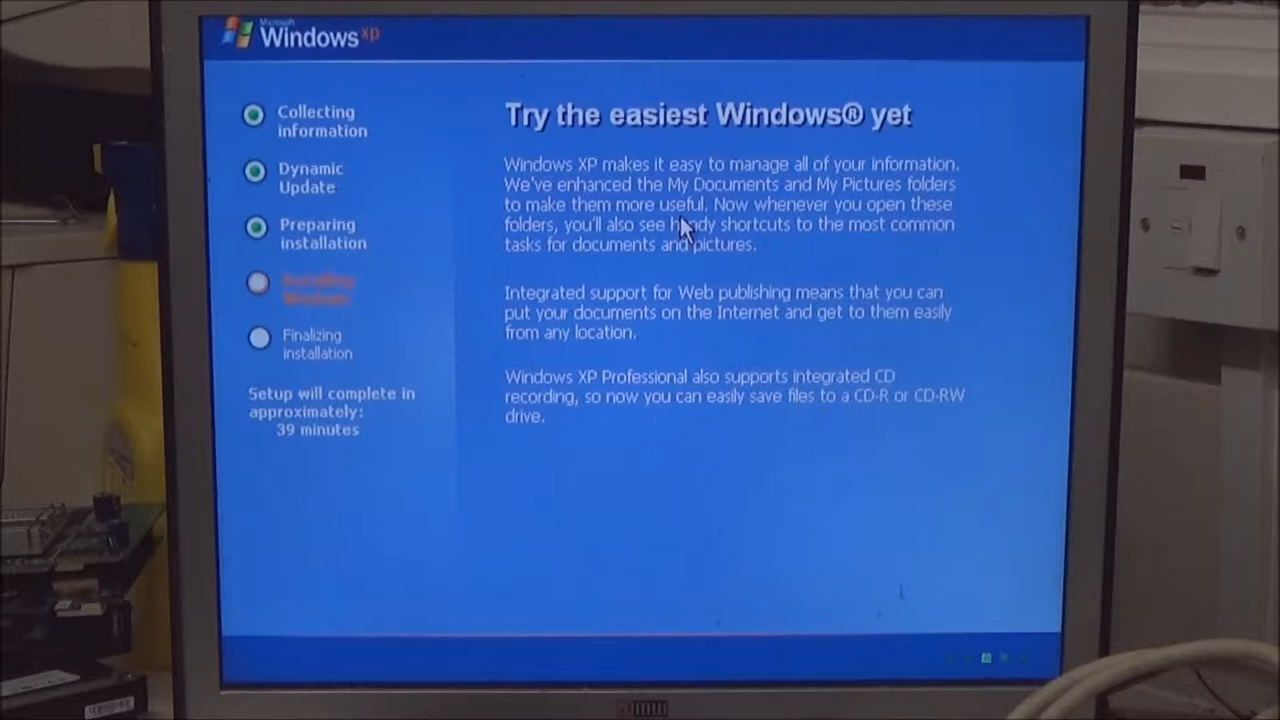 Microsoft
Windows xp
Collecting
information
Dynamic
Update
Preparing
installation
Installing
Windows
Finalizing
installation
Setup will complete in
approximately:
39 minutes
Try the easiest Windows® yet
Windows XP makes it easy to manage all of your information.
We've enhanced the My Documents and My Pictures folders
to make them more useful. Now whenever you open these
folders, you'll also see handy shortcuts to the most common
tasks for documents and pictures.
Integrated support for Web publishing means that you can
put your documents on the Internet and get to them easily
from any location.
Windows XP Professional also supports integrated CD
recording, so now you can easily save files to a CD-R or CD-RW
drive.